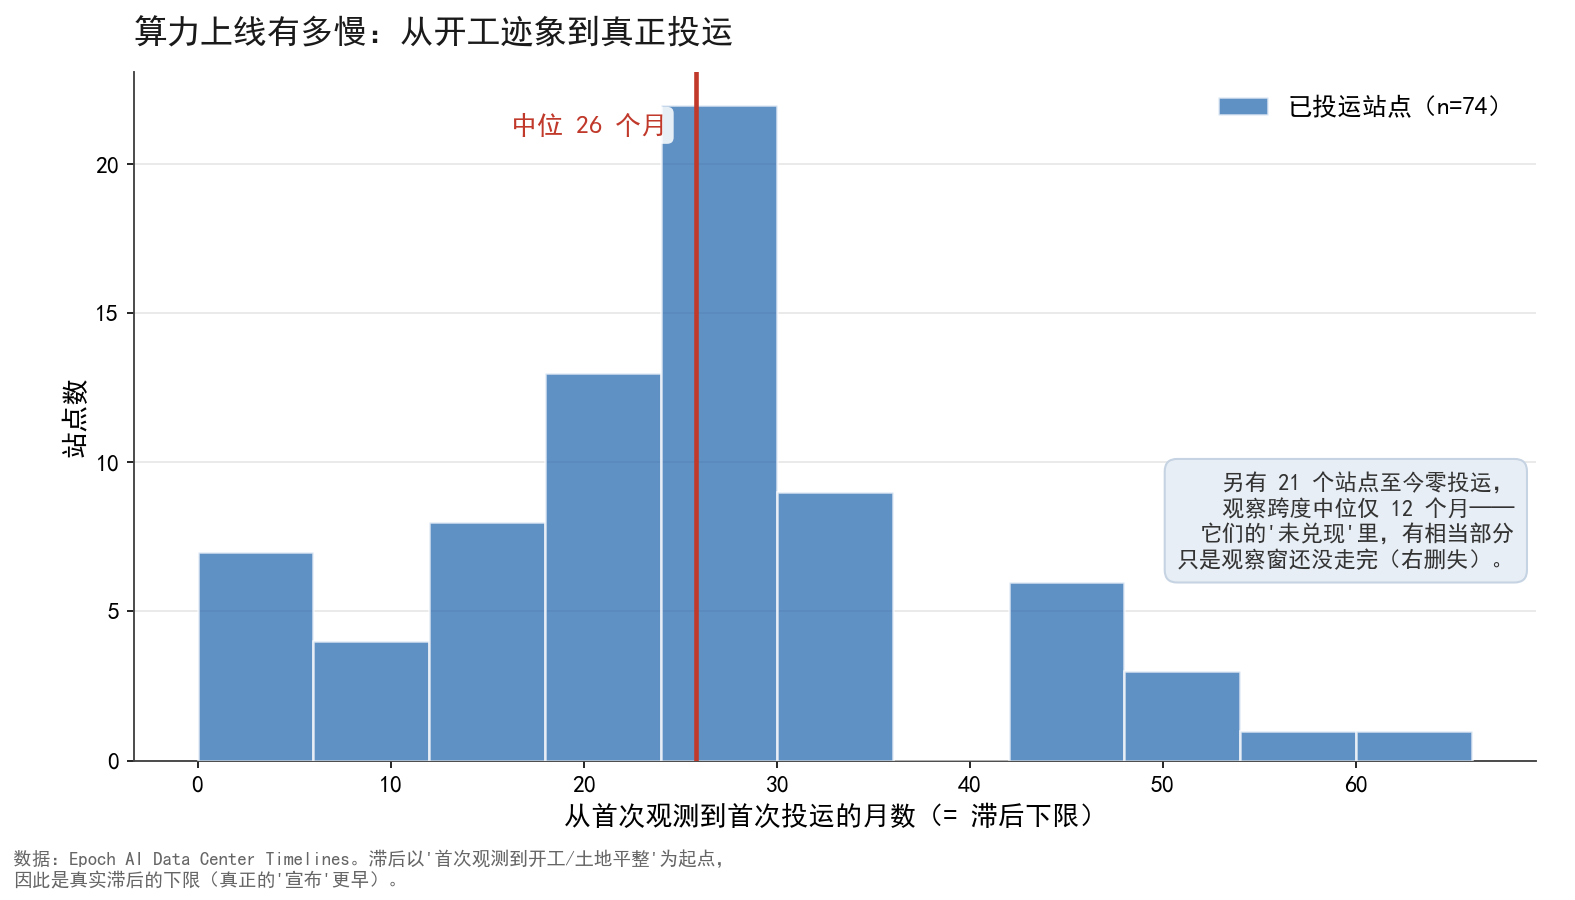 算力上线有多慢：从开工迹象到真正投运
中位 26 个月
已投运站点（n=74）
站点数
20
15
10
5
0
另有 21 个站点至今零投运，
观察跨度中位仅 12 个月——
它们的'未兑现'里，有相当部分
只是观察窗还没走完（右删失）。
0 10 20 30 40 50 60
从首次观测到首次投运的月数（= 滞后下限）
数据：Epoch AI Data Center Timelines。滞后以'首次观测到开工/土地平整'为起点，
因此是真实滞后的下限（真正的'宣布'更早）。